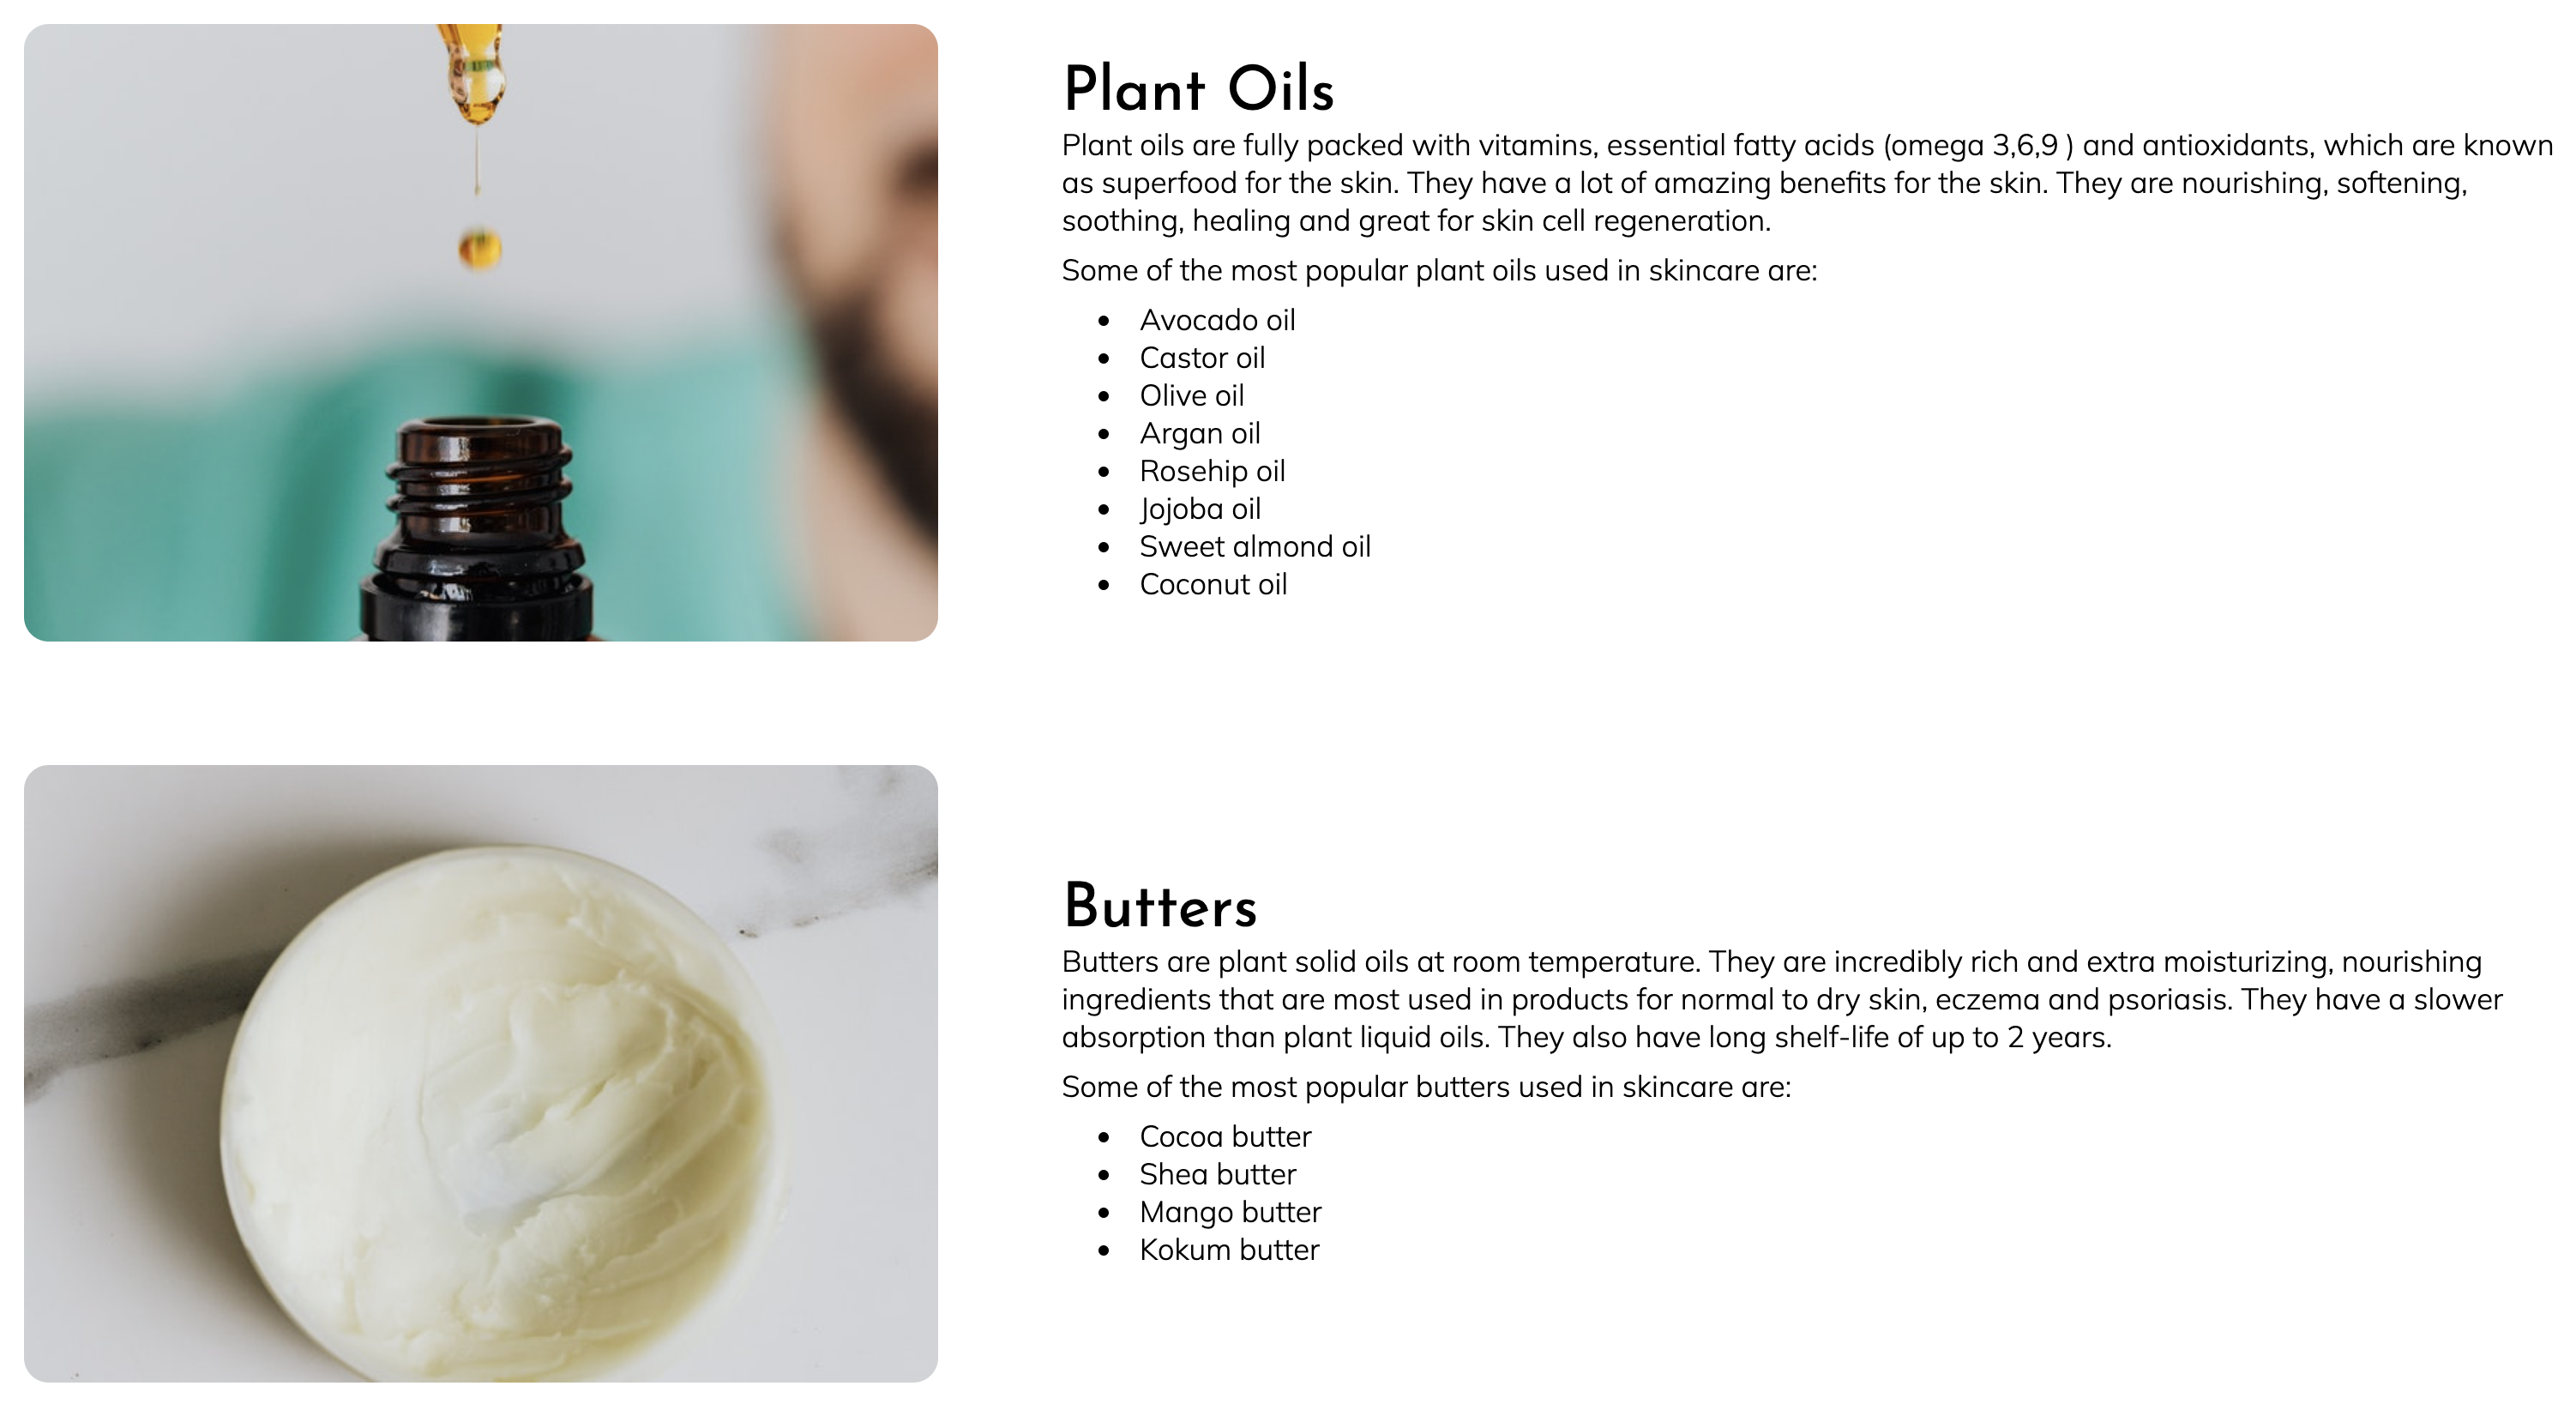 Plant Oils
Plant oils are fully packed with vitamins, essential fatty acids (omega 3,6,9 ) and antioxidants, which are known
as superfood for the skin. They have a lot of amazing benefits for the skin. They are nourishing, softening,
soothing, healing and great for skin cell regeneration.
Some of the most popular plant oils used in skincare are:
• Avocado oil
• Castor oil
• Olive oil
• Argan oil
• Rosehip oil
• Jojoba oil
• Sweet almond oil
• Coconut oil
Butters
Butters are plant solid oils at room temperature. They are incredibly rich and extra moisturizing, nourishing
ingredients that are most used in products for normal to dry skin, eczema and psoriasis. They have a slower
absorption than plant liquid oils. They also have long shelf-life of up to 2 years.
Some of the most popular butters used in skincare are:
• Cocoa butter
• Shea butter
• Mango butter
• Kokum butter